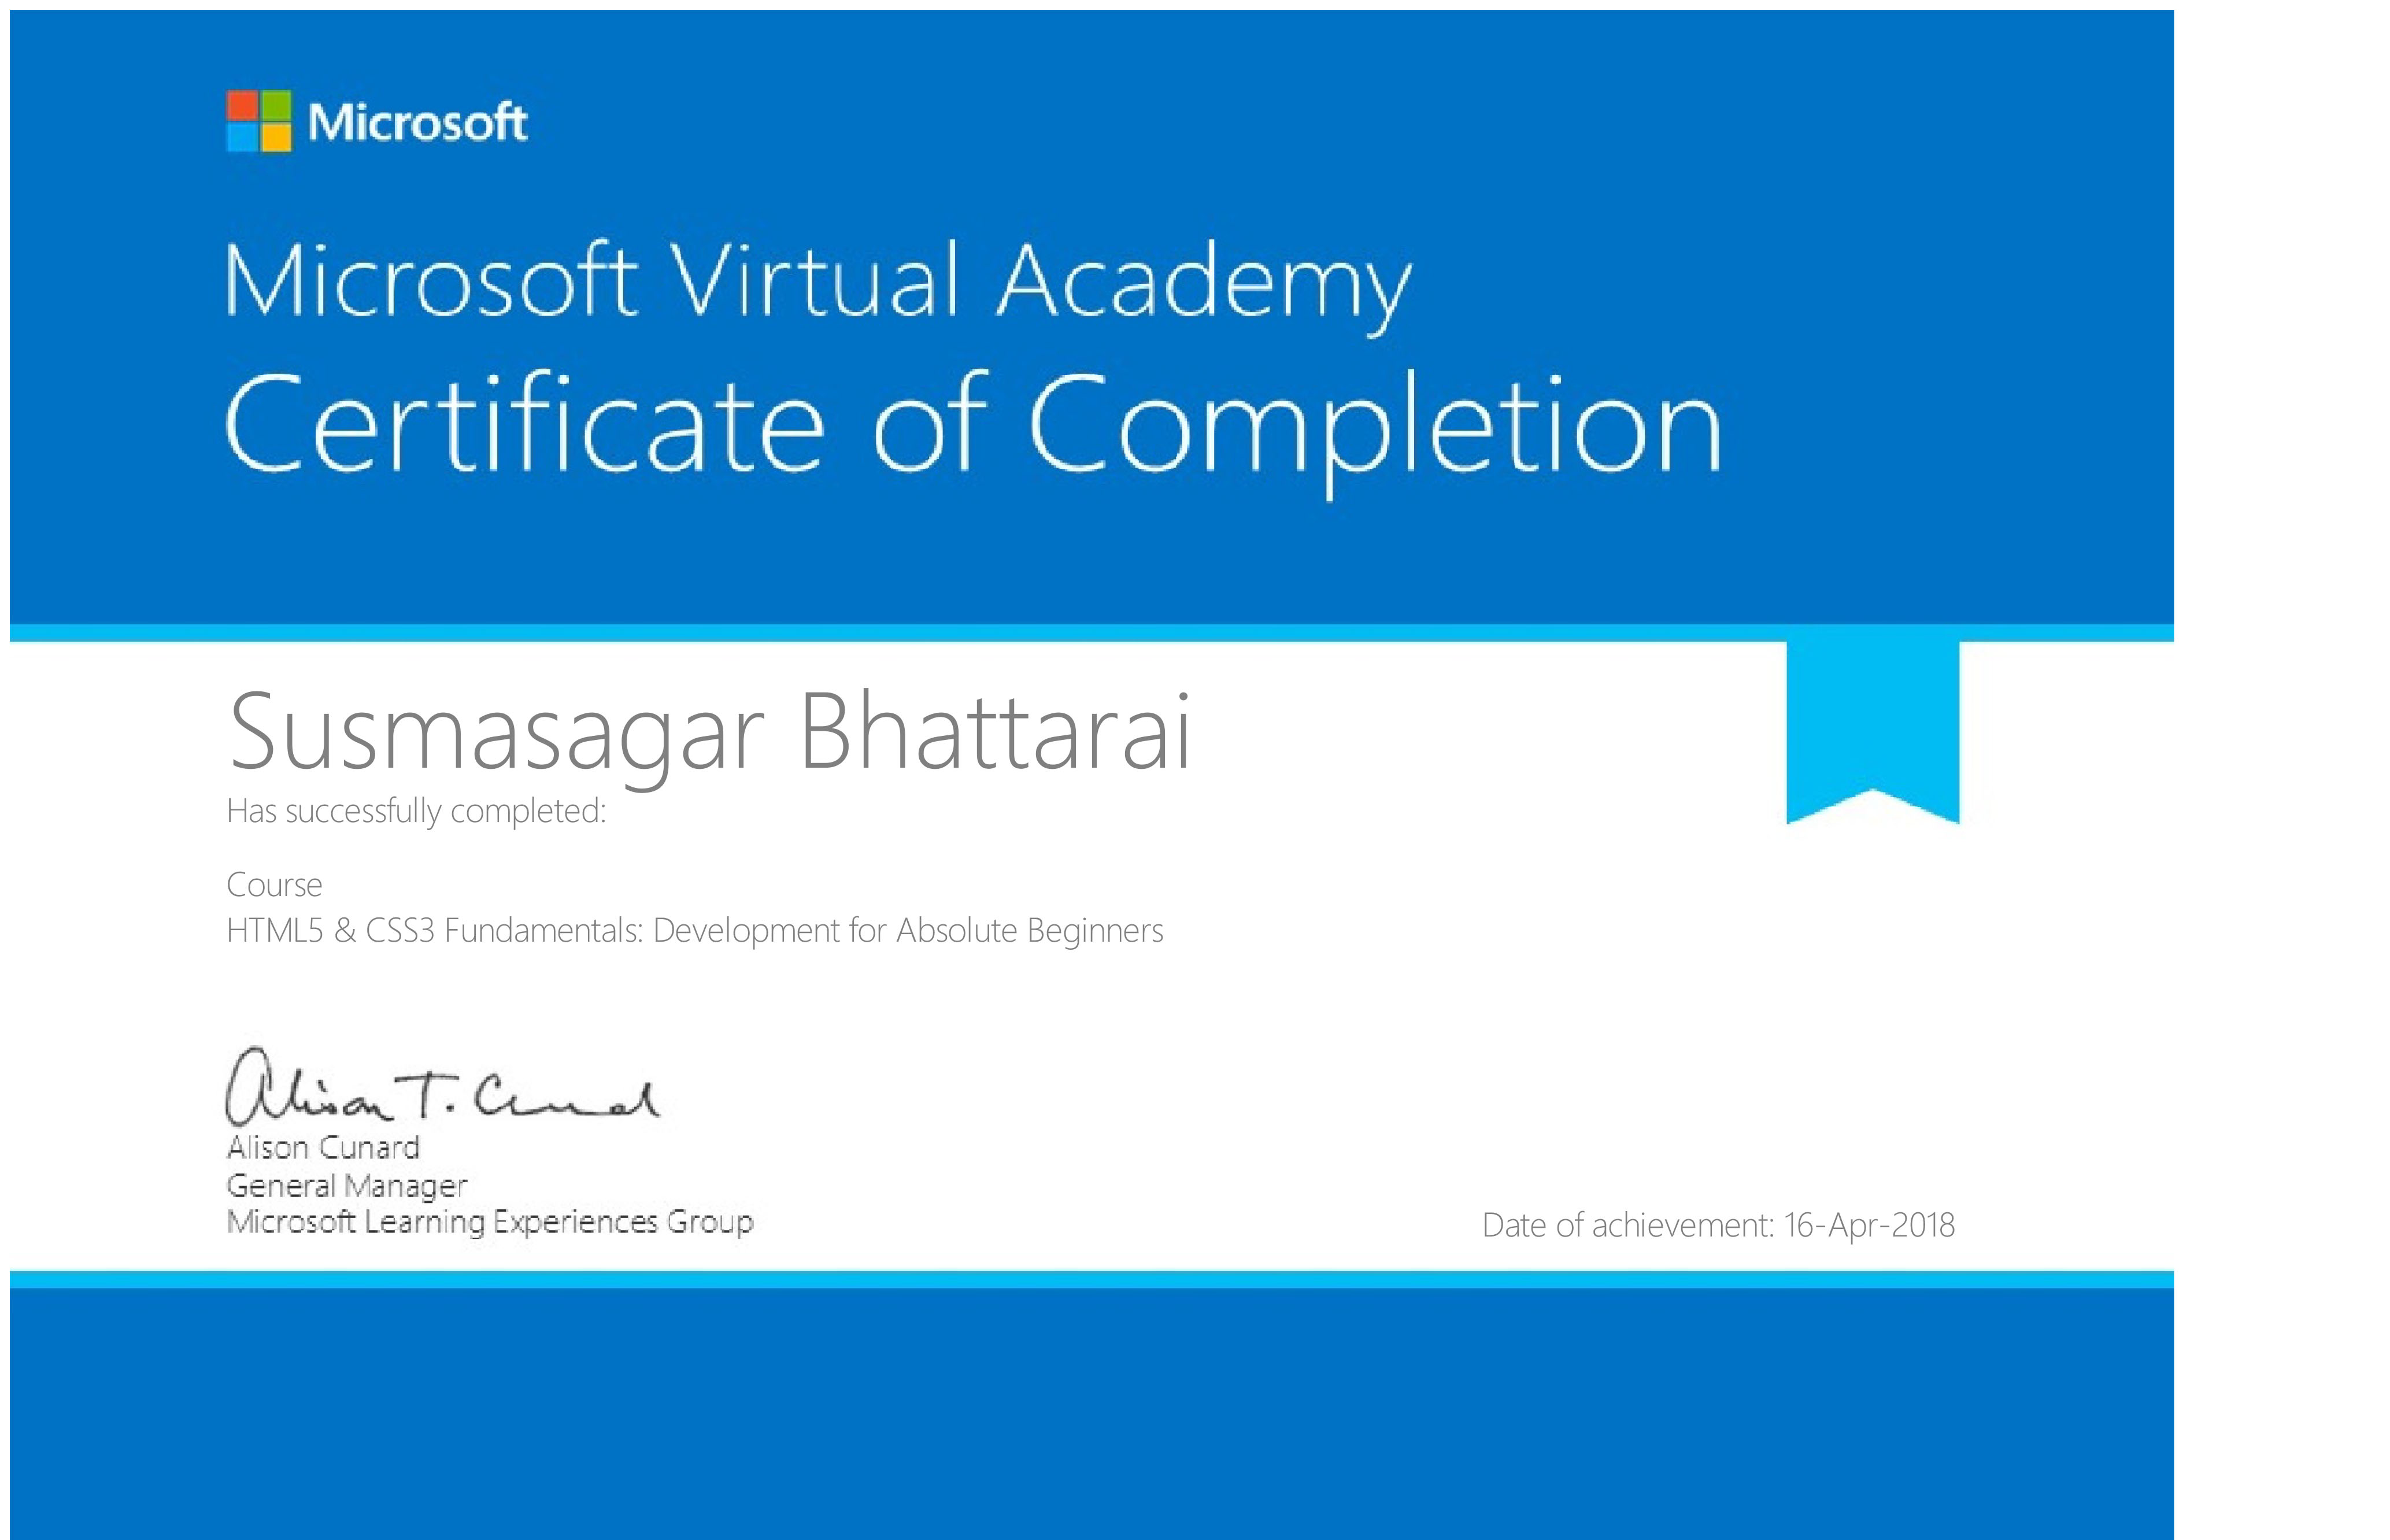 Microsoft
Microsoft Virtual Academy
Certificate of Completion
Susmasagar Bhattarai
Has successfully completed:
Course
HTML5 & CSS3 Fundamentals: Development for Absolute Beginners
Alison T. Cunard
Alison Cunard
General Manager
Microsoft Learning Experiences Group
Date of achievement: 16-Apr-2018